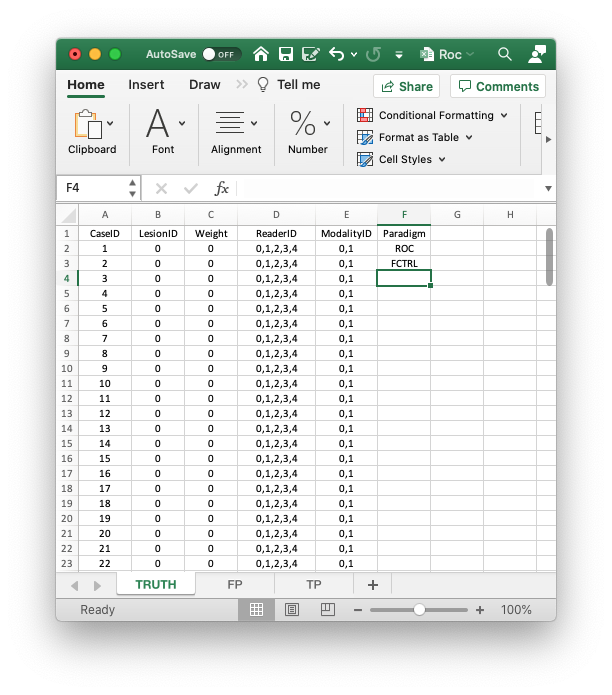 AutoSave OFF Roc
Home Insert Draw Tell me Share Comments
Clipboard Font Alignment Number Conditional Formatting
Format as Table
Cell Styles
F4 fx
A B C D E F G H
1 CaseID LesionID Weight ReaderID ModalityID Paradigm
2 1 0 0 0,1,2,3,4 0,1 ROC
3 2 0 0 0,1,2,3,4 0,1 FCTRL
4 3 0 0 0,1,2,3,4 0,1
5 4 0 0 0,1,2,3,4 0,1
6 5 0 0 0,1,2,3,4 0,1
7 6 0 0 0,1,2,3,4 0,1
8 7 0 0 0,1,2,3,4 0,1
9 8 0 0 0,1,2,3,4 0,1
10 9 0 0 0,1,2,3,4 0,1
11 10 0 0 0,1,2,3,4 0,1
12 11 0 0 0,1,2,3,4 0,1
13 12 0 0 0,1,2,3,4 0,1
14 13 0 0 0,1,2,3,4 0,1
15 14 0 0 0,1,2,3,4 0,1
16 15 0 0 0,1,2,3,4 0,1
17 16 0 0 0,1,2,3,4 0,1
18 17 0 0 0,1,2,3,4 0,1
19 18 0 0 0,1,2,3,4 0,1
20 19 0 0 0,1,2,3,4 0,1
21 20 0 0 0,1,2,3,4 0,1
22 21 0 0 0,1,2,3,4 0,1
23 22 0 0 0,1,2,3,4 0,1
TRUTH FP TP +
Ready - + 100%